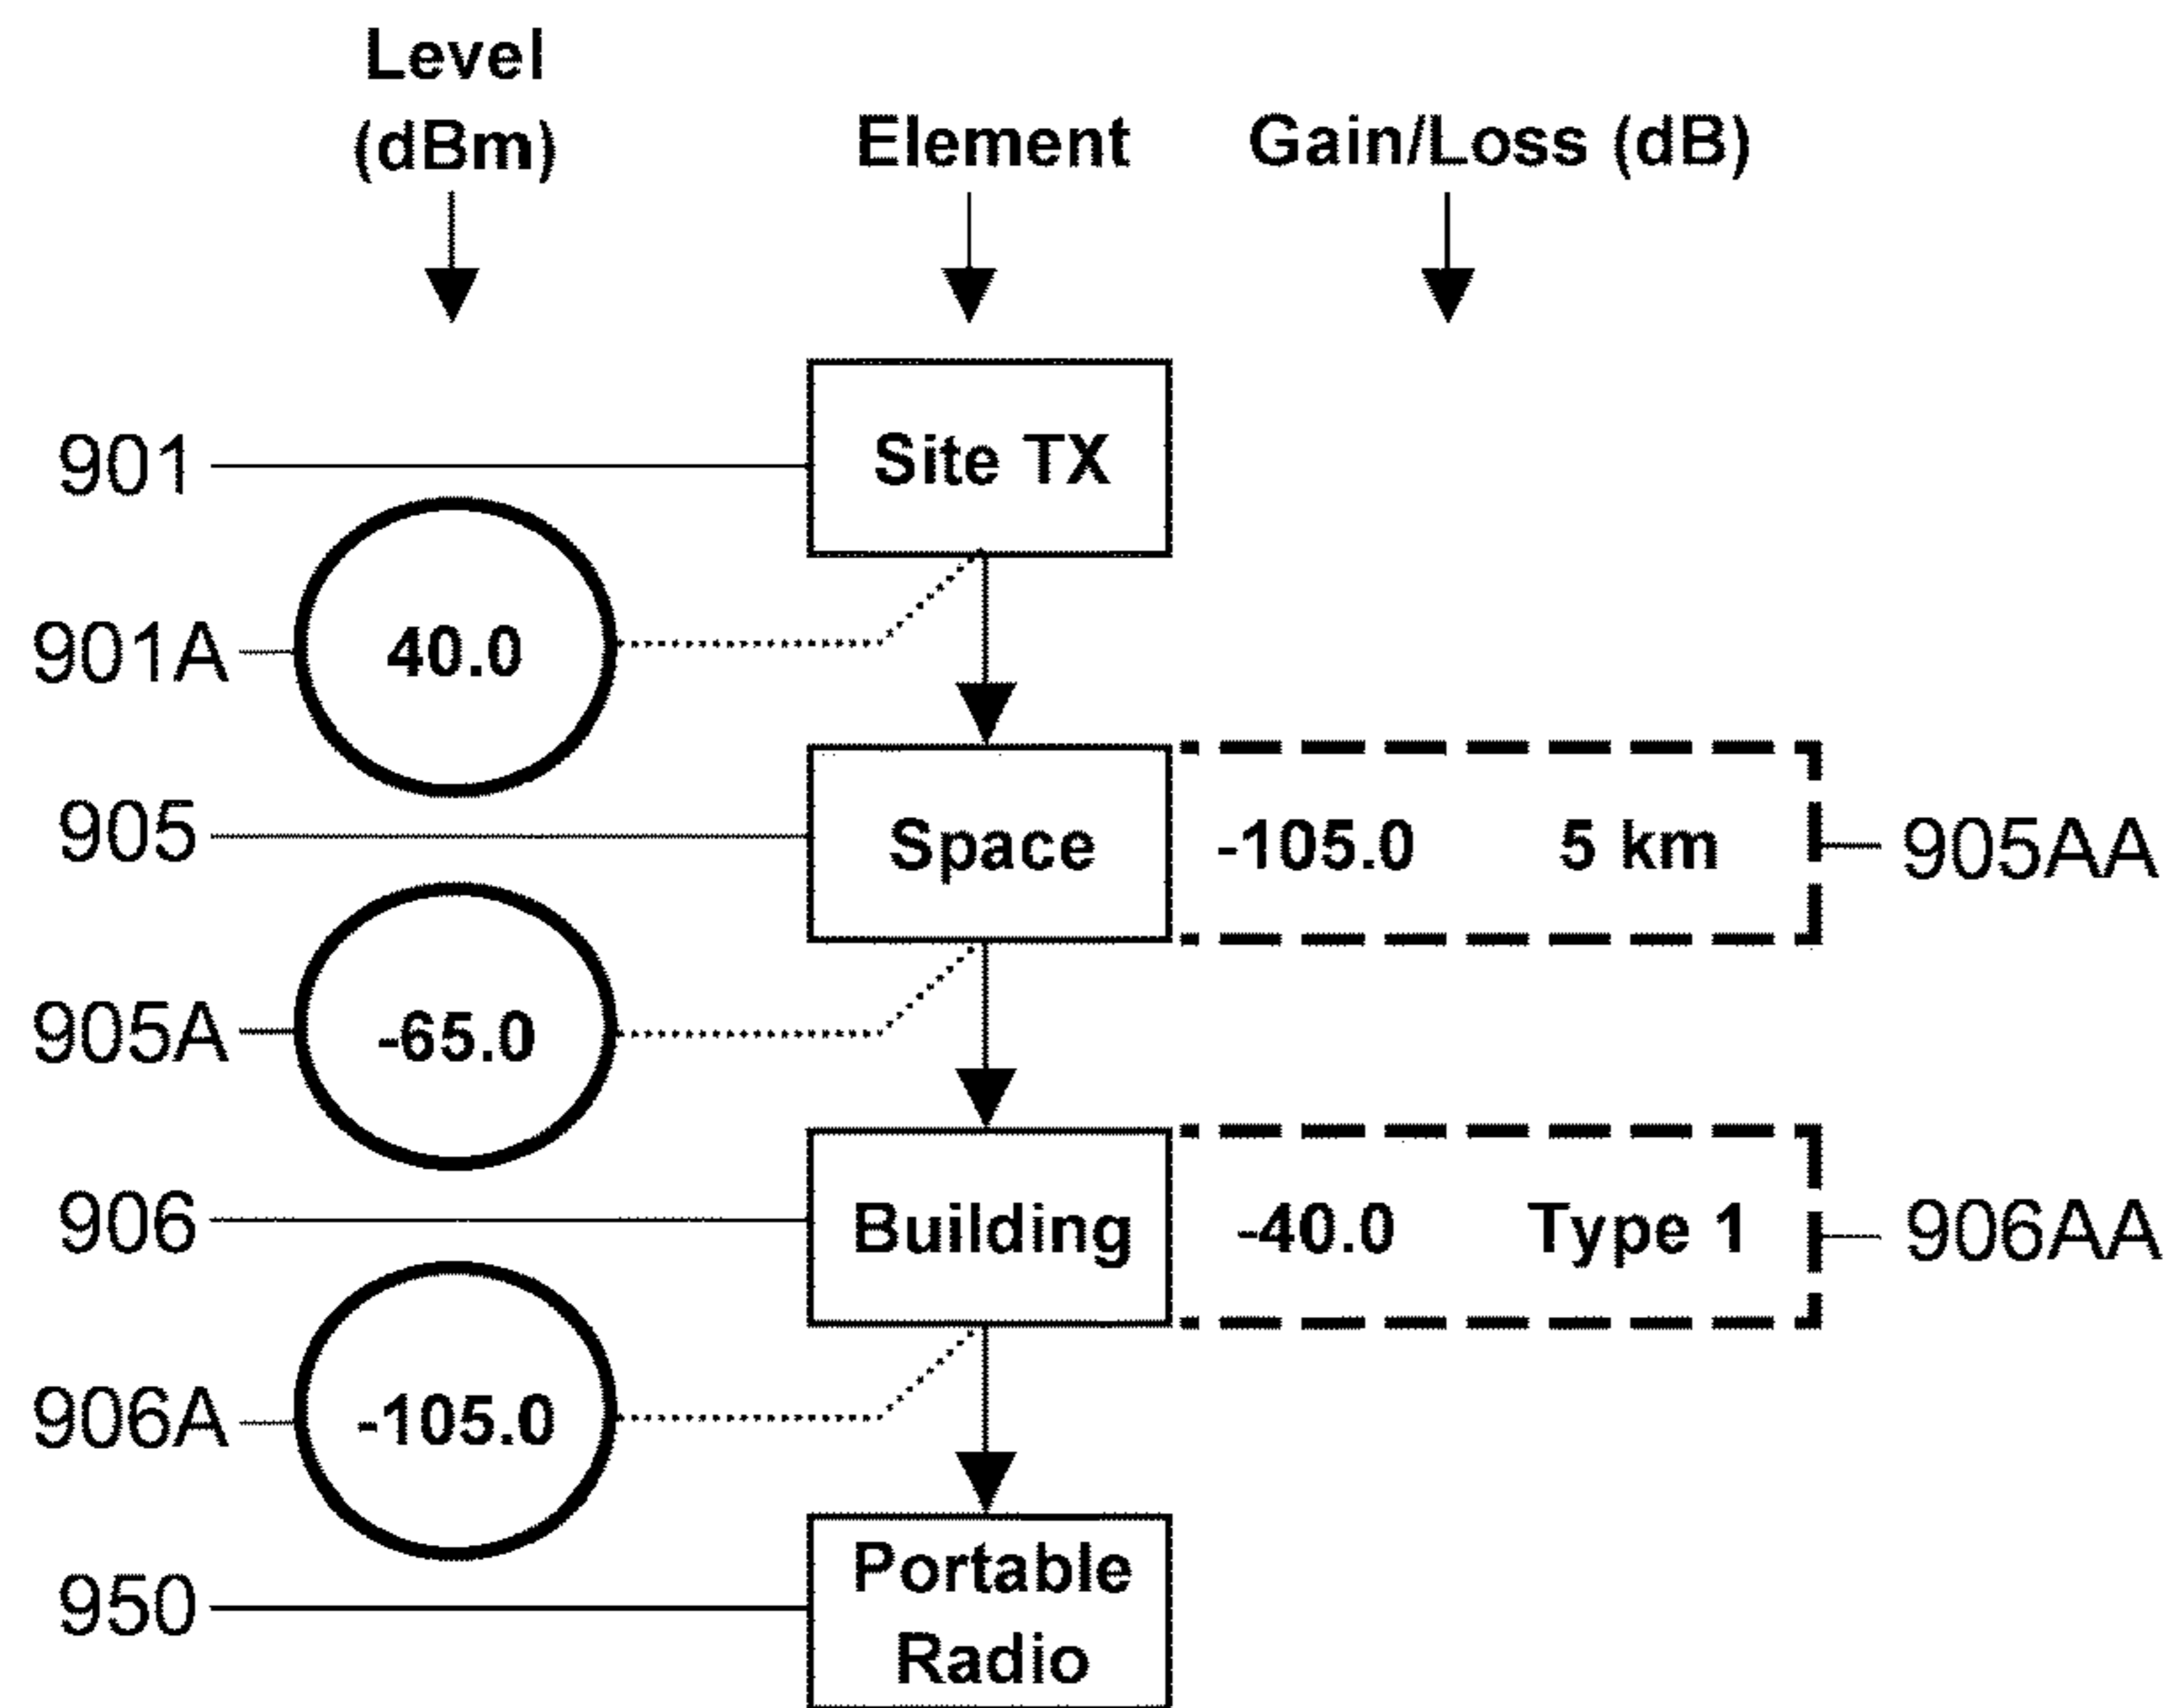 Level
(dBm)
Element
Gain/Loss (dB)
901
Site TX
901A
40.0
905
Space
-105.0
5 km
905AA
905A
-65.0
906
Building
-40.0
Type 1
906AA
906A
-105.0
950
Portable
Radio